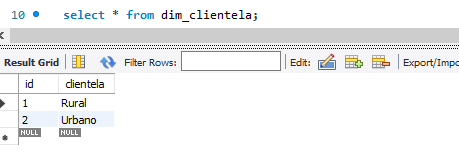 10 select * from dim_clientela;
Result Grid Filter Rows: Edit: Export/Impo
id clientela
1 Rural
2 Urbano
NULL NULL